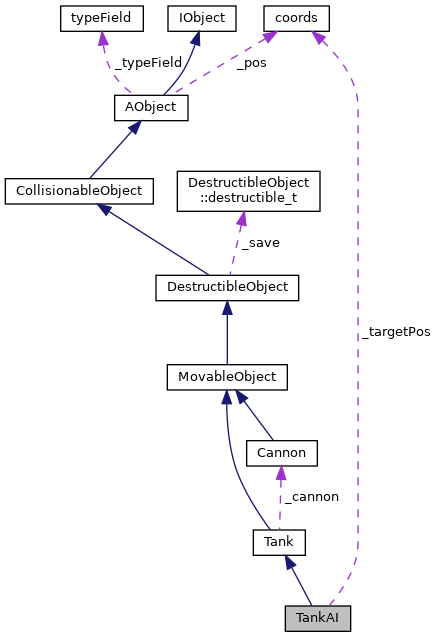 typeField
IObject
coords
_typeField
_pos
AObject
CollisionableObject
DestructibleObject
::destructible_t
_save
DestructibleObject
_targetPos
MovableObject
Cannon
_cannon
Tank
TankAI